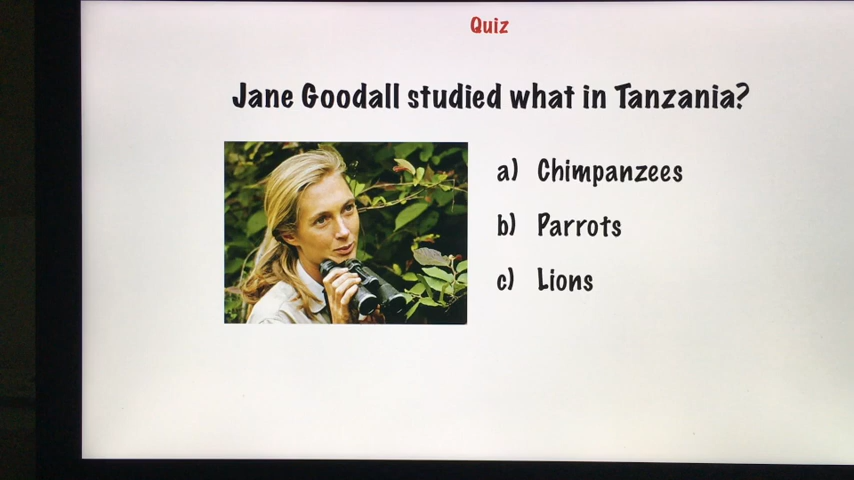 Quiz
Jane Goodall studied what in Tanzania?
a) Chimpanzees
b) Parrots
c) Lions